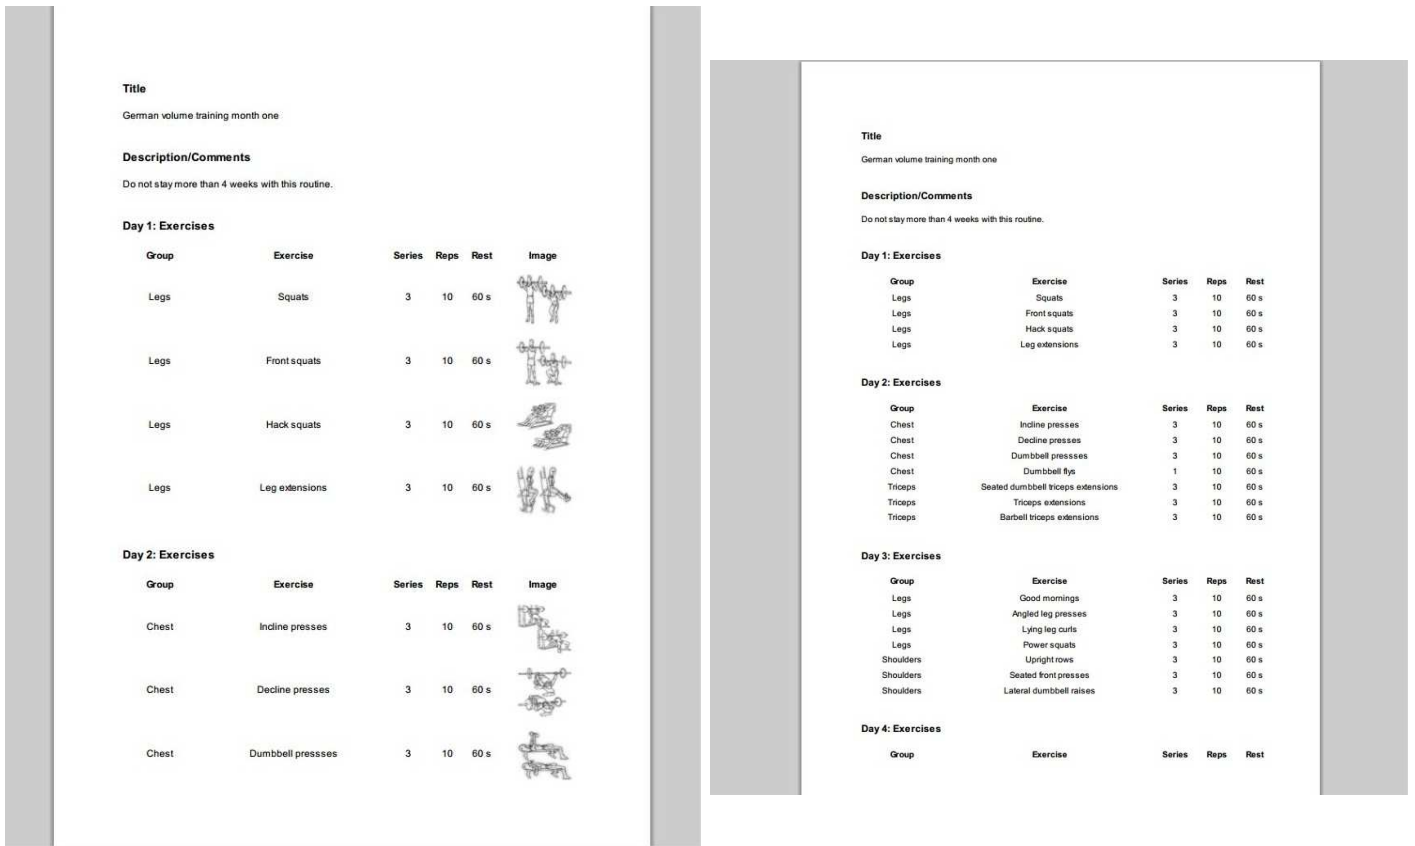 Title
German volume training month one
Description/Comments
Do not stay more than 4 weeks with this routine.
Day 1: Exercises
Group Exercise Series Reps Rest Image
Legs Squats 3 10 60 s
Legs Front squats 3 10 60 s
Legs Hack squats 3 10 60 s
Legs Leg extensions 3 10 60 s
Day 2: Exercises
Group Exercise Series Reps Rest Image
Chest Incline presses 3 10 60 s
Chest Decline presses 3 10 60 s
Chest Dumbbell pressses 3 10 60 s
Title
German volume training month one
Description/Comments
Do not stay more than 4 weeks with this routine.
Day 1: Exercises
Group Exercise Series Reps Rest
Legs Squats 3 10 60 s
Legs Front squats 3 10 60 s
Legs Hack squats 3 10 60 s
Legs Leg extensions 3 10 60 s
Day 2: Exercises
Group Exercise Series Reps Rest
Chest Incline presses 3 10 60 s
Chest Decline presses 3 10 60 s
Chest Dumbbell pressses 3 10 60 s
Chest Dumbbell flys 1 10 60 s
Triceps Seated dumbbell triceps extensions 3 10 60 s
Triceps Triceps extensions 3 10 60 s
Triceps Barbell triceps extensions 3 10 60 s
Day 3: Exercises
Group Exercise Series Reps Rest
Legs Good mornings 3 10 60 s
Legs Angled leg presses 3 10 60 s
Legs Lying leg curls 3 10 60 s
Legs Power squats 3 10 60 s
Shoulders Upright rows 3 10 60 s
Shoulders Seated front presses 3 10 60 s
Shoulders Lateral dumbbell raises 3 10 60 s
Day 4: Exercises
Group Exercise Series Reps Rest